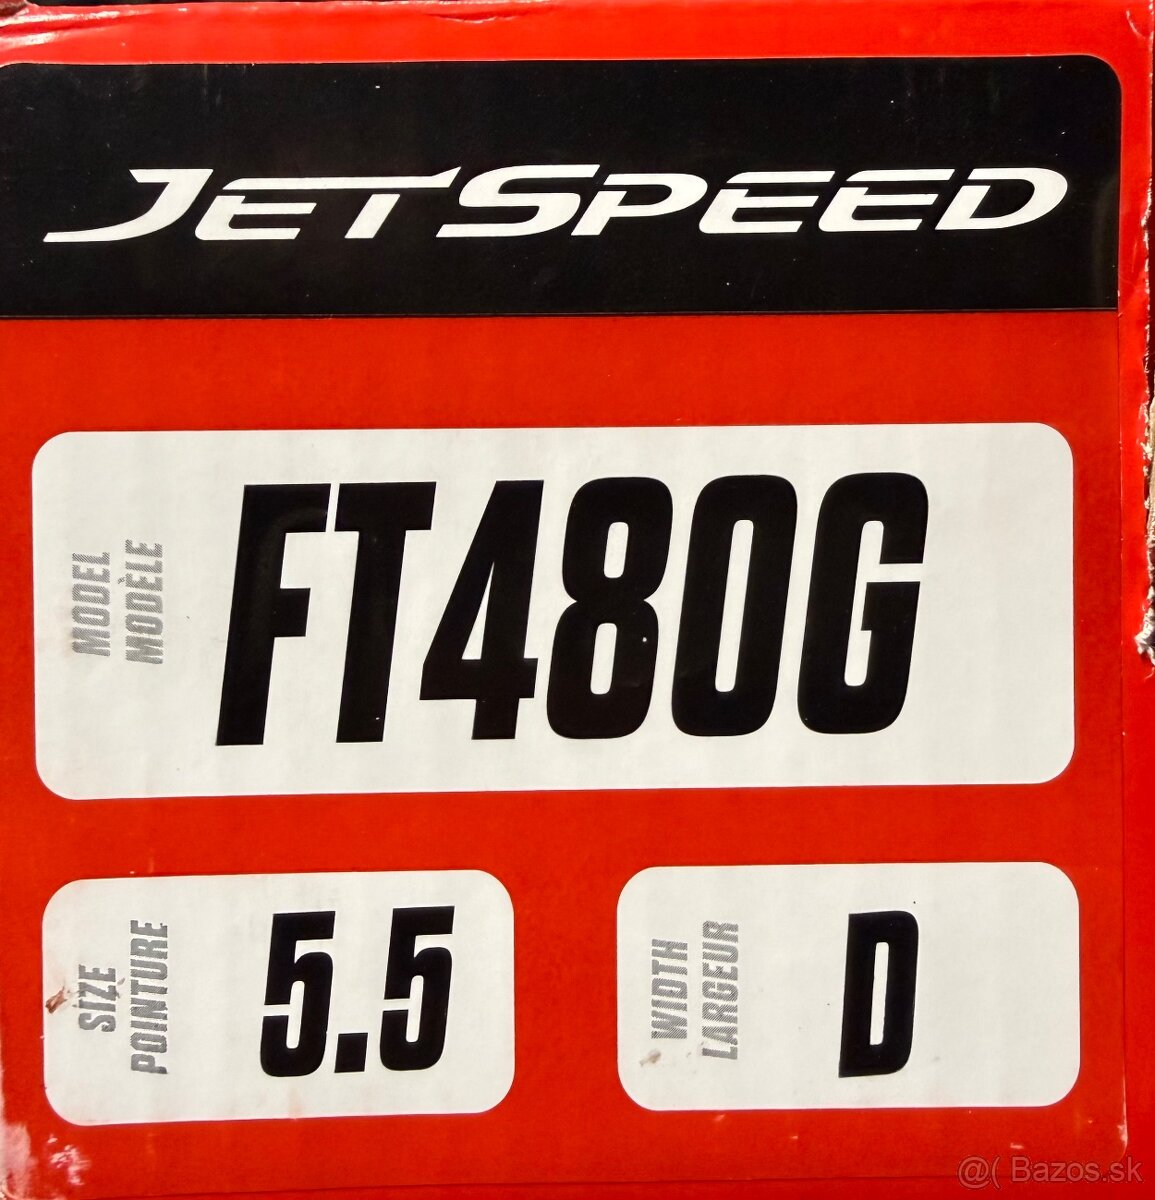 JETSPEED
MODEL
MODÈLE
FT480G
SIZE
POINTURE
5.5
WIDTH
LARGEUR
D
@( Bazos.sk